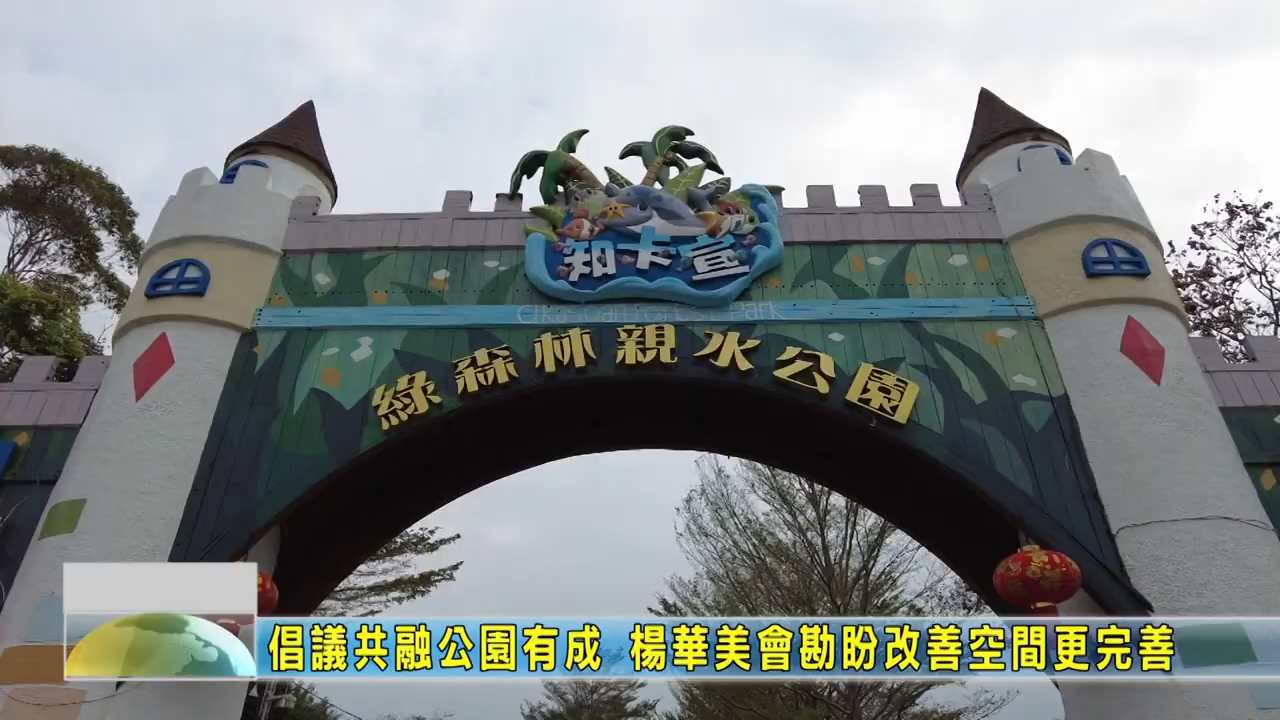 知卡宣
綠森林親水公園
倡議共融公園有成 楊華美會勘盼改善空間更完善